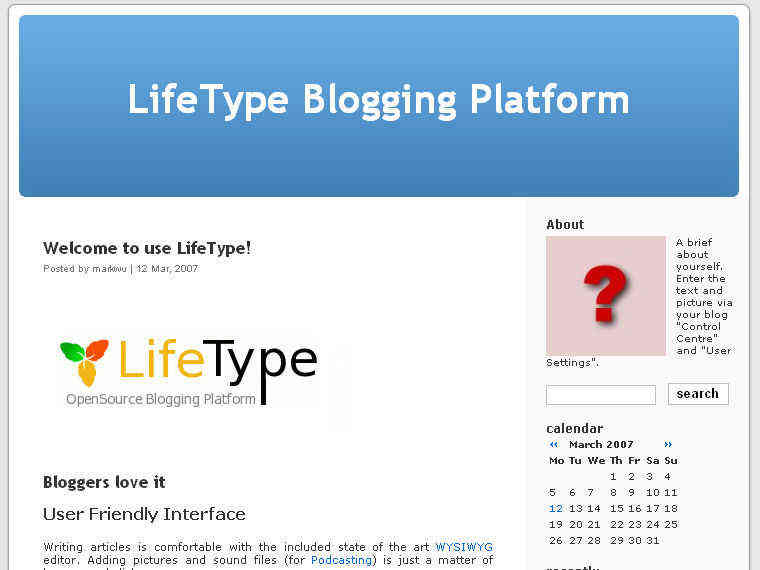 LifeType Blogging Platform
Welcome to use LifeType!
Posted by markwu | 12 Mar, 2007
LifeType
OpenSource Blogging Platform
Bloggers love it
User Friendly Interface
Writing articles is comfortable with the included state of the art WYSIWYG
editor. Adding pictures and sound files (for Podcasting) is just a matter of
About
?
A brief
about
yourself.
Enter the
text and
picture via
your blog
"Control
Centre"
and "User
Settings".
search
calendar
« March 2007 »
Mo Tu We Th Fr Sa Su
1 2 3 4
5 6 7 8 9 10 11
12 13 14 15 16 17 18
19 20 21 22 23 24 25
26 27 28 29 30 31